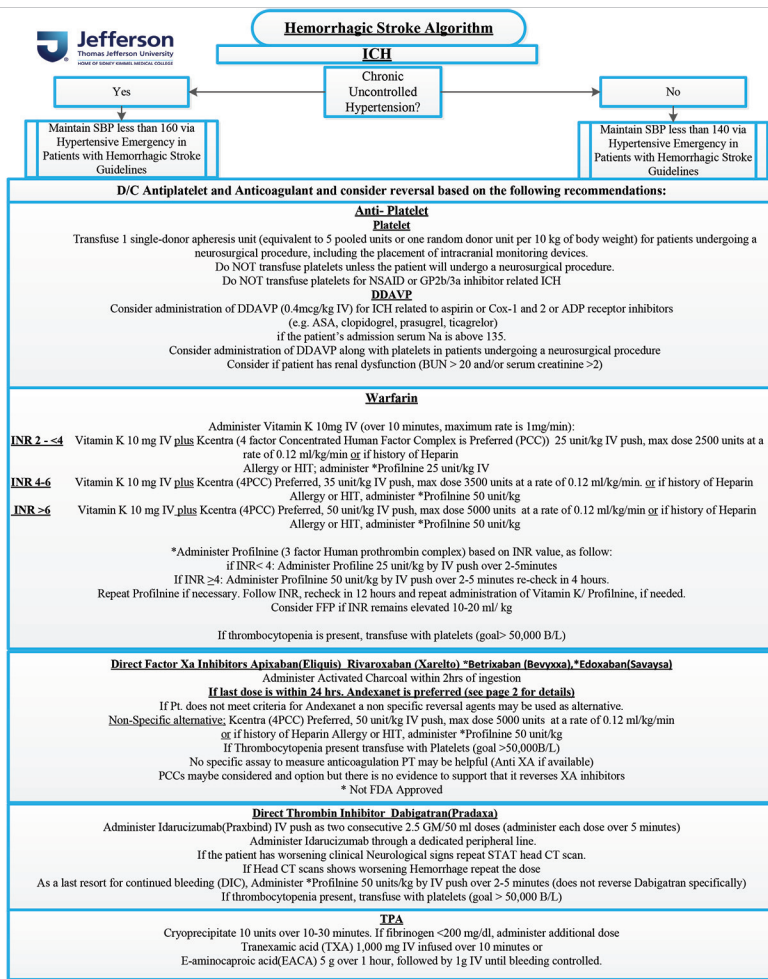 Jefferson
Thomas Jefferson University
HOME OF SIDNEY KIMMEL MEDICAL COLLEGE
Hemorrhagic Stroke Algorithm
ICH
Chronic
Uncontrolled
Hypertension?
Yes
No
Maintain SBP less than 160 via
Hypertensive Emergency in
Patients with Hemorrhagic Stroke
Guidelines
Maintain SBP less than 140 via
Hypertensive Emergency in
Patients with Hemorrhagic Stroke
Guidelines
D/C Antiplatelet and Anticoagulant and consider reversal based on the following recommendations:
Anti- Platelet
Platelet
Transfuse 1 single-donor apheresis unit (equivalent to 5 pooled units or one random donor unit per 10 kg of body weight) for patients undergoing a
neurosurgical procedure, including the placement of intracranial monitoring devices.
Do NOT transfuse platelets unless the patient will undergo a neurosurgical procedure.
Do NOT transfuse platelets for NSAID or GP2b/3a inhibitor related ICH
DDAVP
Consider administration of DDAVP (0.4mcg/kg IV) for ICH related to aspirin or Cox-1 and 2 or ADP receptor inhibitors
(e.g. ASA, clopidogrel, prasugrel, ticagrelor)
if the patient's admission serum Na is above 135.
Consider administration of DDAVP along with platelets in patients undergoing a neurosurgical procedure
Consider if patient has renal dysfunction (BUN > 20 and/or serum creatinine >2)
Warfarin
Administer Vitamin K 10mg IV (over 10 minutes, maximum rate is 1mg/min):
INR 2 - <4 Vitamin K 10 mg IV plus Kcentra (4 factor Concentrated Human Factor Complex is Preferred (PCC)) 25 unit/kg IV push, max dose 2500 units at a
rate of 0.12 ml/kg/min or if history of Heparin
Allergy or HIT; administer *Profilnine 25 unit/kg IV
INR 4-6 Vitamin K 10 mg IV plus Kcentra (4PCC) Preferred, 35 unit/kg IV push, max dose 3500 units at a rate of 0.12 ml/kg/min. or if history of Heparin
Allergy or HIT, administer *Profilnine 50 unit/kg
INR >6 Vitamin K 10 mg IV plus Kcentra (4PCC) Preferred, 50 unit/kg IV push, max dose 5000 units at a rate of 0.12 ml/kg/min or if history of Heparin
Allergy or HIT, administer *Profilnine 50 unit/kg
*Administer Profilnine (3 factor Human prothrombin complex) based on INR value, as follow:
if INR< 4: Administer Profiline 25 unit/kg by IV push over 2-5minutes
If INR ≥4: Administer Profilnine 50 unit/kg by IV push over 2-5 minutes re-check in 4 hours.
Repeat Profilnine if necessary. Follow INR, recheck in 12 hours and repeat administration of Vitamin K/ Profilnine, if needed.
Consider FFP if INR remains elevated 10-20 ml/ kg
If thrombocytopenia is present, transfuse with platelets (goal> 50,000 B/L)
Direct Factor Xa Inhibitors Apixaban(Eliquis) Rivaroxaban (Xarelto) *Betrixaban (Bevyxxa),*Edoxaban(Savaysa)
Administer Activated Charcoal within 2hrs of ingestion
If last dose is within 24 hrs. Andexanet is preferred (see page 2 for details)
If Pt. does not meet criteria for Andexanet a non specific reversal agents may be used as alternative.
Non-Specific alternative: Kcentra (4PCC) Preferred, 50 unit/kg IV push, max dose 5000 units at a rate of 0.12 ml/kg/min
or if history of Heparin Allergy or HIT, administer *Profilnine 50 unit/kg
If Thrombocytopenia present transfuse with Platelets (goal >50,000B/L)
No specific assay to measure anticoagulation PT may be helpful (Anti XA if available)
PCCs maybe considered and option but there is no evidence to support that it reverses XA inhibitors
* Not FDA Approved
Direct Thrombin Inhibitor Dabigatran(Pradaxa)
Administer Idarucizumab(Praxbind) IV push as two consecutive 2.5 GM/50 ml doses (administer each dose over 5 minutes)
Administer Idarucizumab through a dedicated peripheral line.
If the patient has worsening clinical Neurological signs repeat STAT head CT scan.
If Head CT scans shows worsening Hemorrhage repeat the dose
As a last resort for continued bleeding (DIC), Administer *Profilnine 50 units/kg by IV push over 2-5 minutes (does not reverse Dabigatran specifically)
If thrombocytopenia present, transfuse with platelets (goal > 50,000 B/L)
TPA
Cryoprecipitate 10 units over 10-30 minutes. If fibrinogen <200 mg/dl, administer additional dose
Tranexamic acid (TXA) 1,000 mg IV infused over 10 minutes or
E-aminocaproic acid(EACA) 5 g over 1 hour, followed by 1g IV until bleeding controlled.